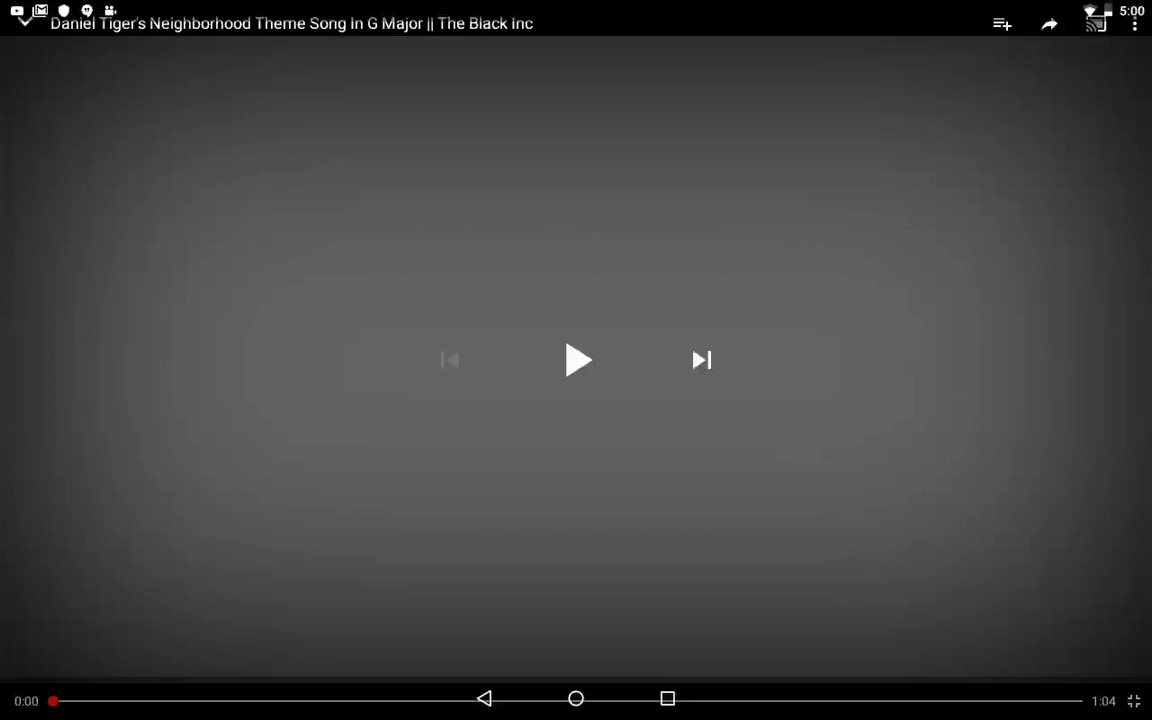 5:00
Daniel Tiger's Neighborhood Theme Song In G Major || The Black Inc
0:00
1:04